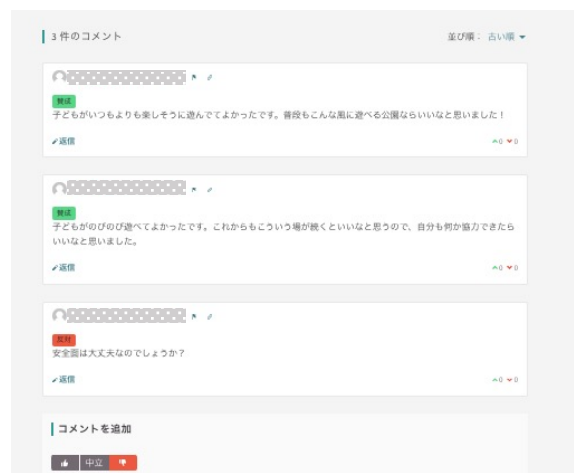 3 件のコメント
並び順： 古い順
賛成
子どもがいつもよりも楽しそうに遊んでてよかったです。普段もこんな風に遊べる公園ならいいなと思いました！
返信
0 0
賛成
子どもがのびのび遊べてよかったです。これからもこういう場が続くといいなと思うので、自分も何か協力できたら
いいなと思いました。
返信
0 0
反対
安全面は大丈夫なのでしょうか？
返信
0 0
コメントを追加
中立